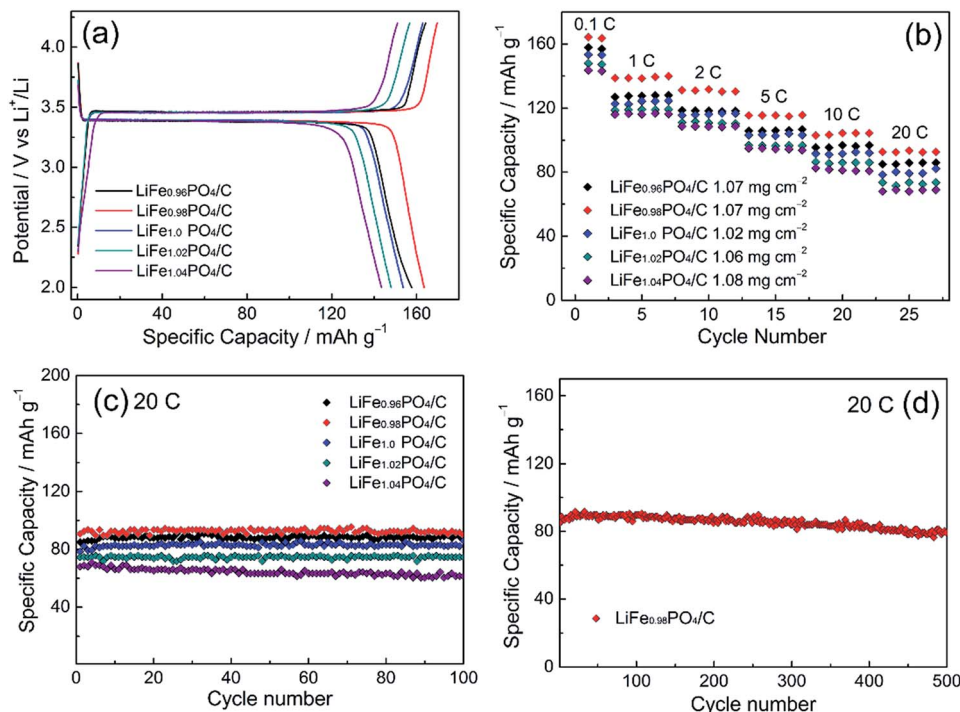 (a)
4.0
3.5
3.0
2.5
2.0
Potential / V vs Li⁺/Li
LiFe₀.₉₆PO₄/C
LiFe₀.₉₈PO₄/C
LiFe₁.₀ PO₄/C
LiFe₁.₀₂PO₄/C
LiFe₁.₀₄PO₄/C
0 40 80 120 160
Specific Capacity / mAh g⁻¹
(b)
160
120
80
40
0
Specific Capacity / mAh g⁻¹
0.1 C
1 C
2 C
5 C
10 C
20 C
LiFe₀.₉₆PO₄/C 1.07 mg cm⁻²
LiFe₀.₉₈PO₄/C 1.07 mg cm⁻²
LiFe₁.₀ PO₄/C 1.02 mg cm⁻²
LiFe₁.₀₂PO₄/C 1.06 mg cm⁻²
LiFe₁.₀₄PO₄/C 1.08 mg cm⁻²
0 5 10 15 20 25
Cycle Number
(c) 20 C
200
160
120
80
40
Specific Capacity / mAh g⁻¹
LiFe₀.₉₆PO₄/C
LiFe₀.₉₈PO₄/C
LiFe₁.₀ PO₄/C
LiFe₁.₀₂PO₄/C
LiFe₁.₀₄PO₄/C
0 20 40 60 80 100
Cycle number
20 C (d)
160
120
80
40
0
Specific Capacity / mAh g⁻¹
LiFe₀.₉₈PO₄/C
100 200 300 400 500
Cycle number